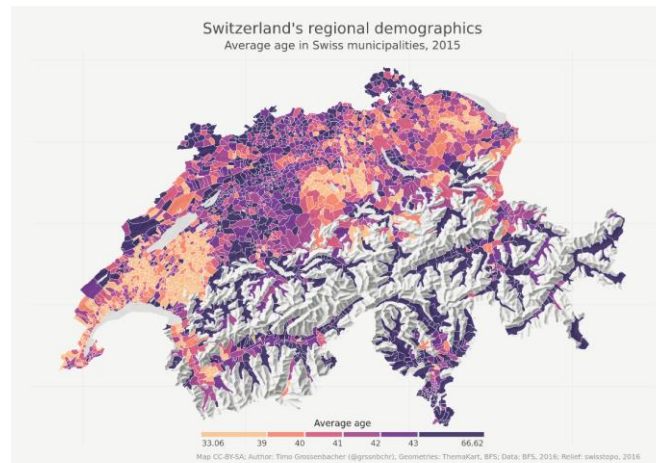 Switzerland's regional demographics
Average age in Swiss municipalities, 2015
Average age
33.06 39 40 41 42 43 66.62
Map CC-BY-SA; Author: Timo Grossenbacher (@grssnbchr), Geometries: ThemaKart, BFS; Data: BFS, 2016; Relief: swisstopo, 2016